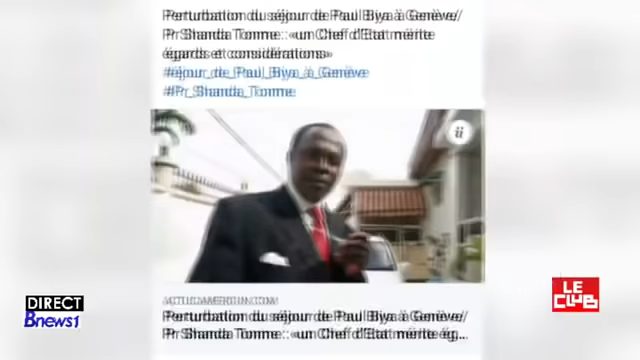 Perturbation du séjour de Paul Biya à Genève//
Pr Shanda Tonme : «un Chef d'Etat mérite
égards et considérations»
#séjour_de_Paul_Biya_à_Genève
#Pr_Shanda_Tonme
ACTUCAMEROUN.COM
Perturbation du séjour de Paul Biya à Genève//
Pr Shanda Tonme : «un Chef d'Etat mérite ég...
DIRECT
Bnews1
LE
CLUB